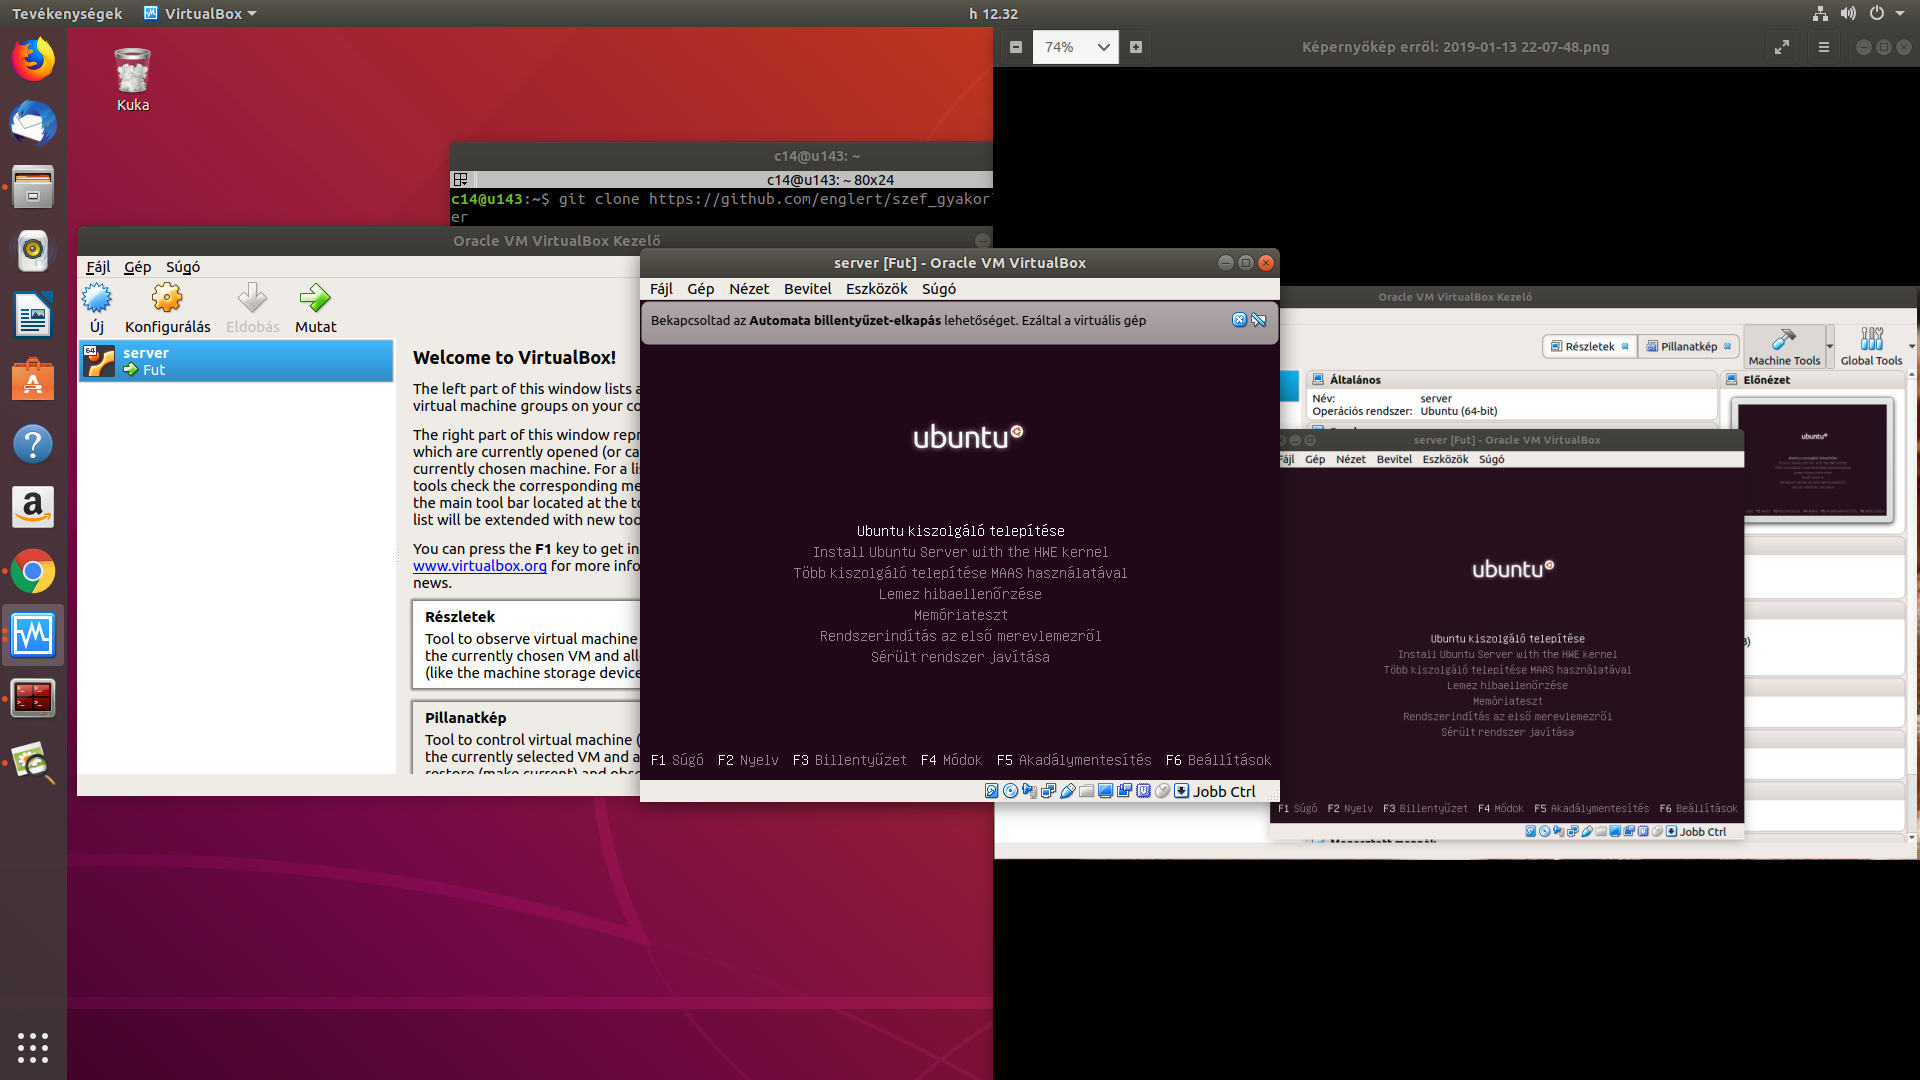 Tevékenységek
VirtualBox
h 12.32
Kuka
c14@u143: ~
c14@u143: ~ 80x24
c14@u143:~$ git clone https://github.com/englert/szef_gyakor
er
Oracle VM VirtualBox Kezelő
Fájl Gép Súgó
Új Konfigurálás Eldobás Mutat
64
server
Fut
Welcome to VirtualBox!
The left part of this window lists a
virtual machine groups on your co
The right part of this window repr
which are currently opened (or ca
currently chosen machine. For a li
tools check the corresponding me
the main tool bar located at the to
list will be extended with new too
You can press the F1 key to get in
www.virtualbox.org for more info
news.
Részletek
Tool to observe virtual machine
the currently chosen VM and all
(like the machine storage device
Pillanatkép
Tool to control virtual machine (
the currently selected VM and a
restore (make current) and obse
server [Fut] - Oracle VM VirtualBox
Fájl Gép Nézet Bevitel Eszközök Súgó
Bekapcsoltad az Automata billentyűzet-elkapás lehetőséget. Ezáltal a virtuális gép
ubuntu
Ubuntu kiszolgáló telepítése
Install Ubuntu Server with the HWE kernel
Több kiszolgáló telepítése MAAS használatával
Lemez hibaellenőrzése
Memóriateszt
Rendszerindítás az első merevlemezről
Sérült rendszer javítása
F1 Súgó F2 Nyelv F3 Billentyűzet F4 Módok F5 Akadálymentesítés F6 Beállítások
Jobb Ctrl
74%
Képernyőkép erről: 2019-01-13 22-07-48.png
Oracle VM VirtualBox Kezelő
Részletek Pillanatkép Machine Tools Global Tools
Általános
Név: server
Operációs rendszer: Ubuntu (64-bit)
Előnézet
server [Fut] - Oracle VM VirtualBox
Fájl Gép Nézet Bevitel Eszközök Súgó
ubuntu
Ubuntu kiszolgáló telepítése
Install Ubuntu Server with the HWE kernel
Több kiszolgáló telepítése MAAS használatával
Lemez hibaellenőrzése
Memóriateszt
Rendszerindítás az első merevlemezről
Sérült rendszer javítása
F1 Súgó F2 Nyelv F3 Billentyűzet F4 Módok F5 Akadálymentesítés F6 Beállítások
Jobb Ctrl